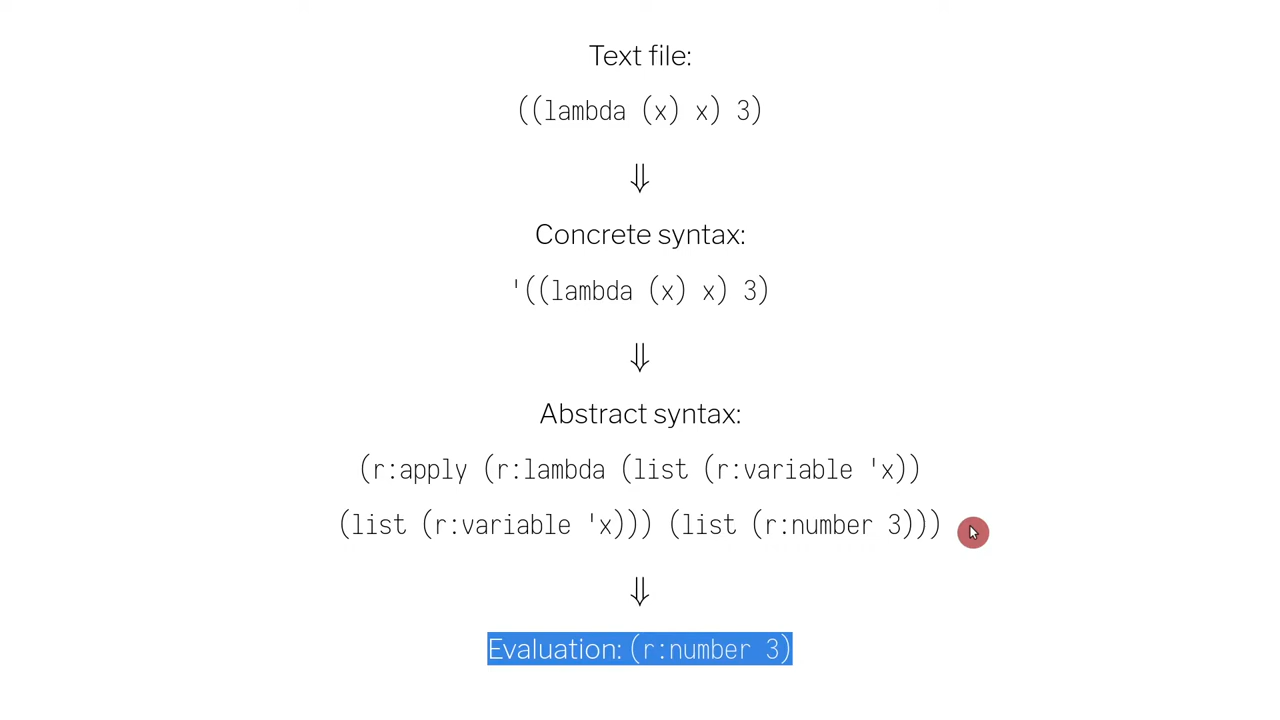 Text file:
((lambda (x) x) 3)
⇓
Concrete syntax:
'((lambda (x) x) 3)
⇓
Abstract syntax:
(r:apply (r:lambda (list (r:variable 'x))
(list (r:variable 'x))) (list (r:number 3)))
⇓
Evaluation: (r:number 3)